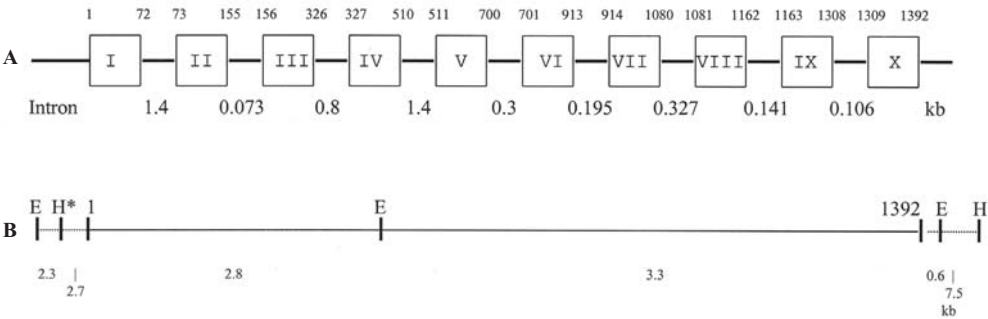 1 72 73 155 156 326 327 510 511 700 701 913 914 1080 1081 1162 1163 1308 1309 1392
A I II III IV V VI VII VIII IX X
Intron 1.4 0.073 0.8 1.4 0.3 0.195 0.327 0.141 0.106 kb
E H* 1 E 1392 E H
B
2.3 | 2.8 3.3 0.6 |
2.7 7.5
kb